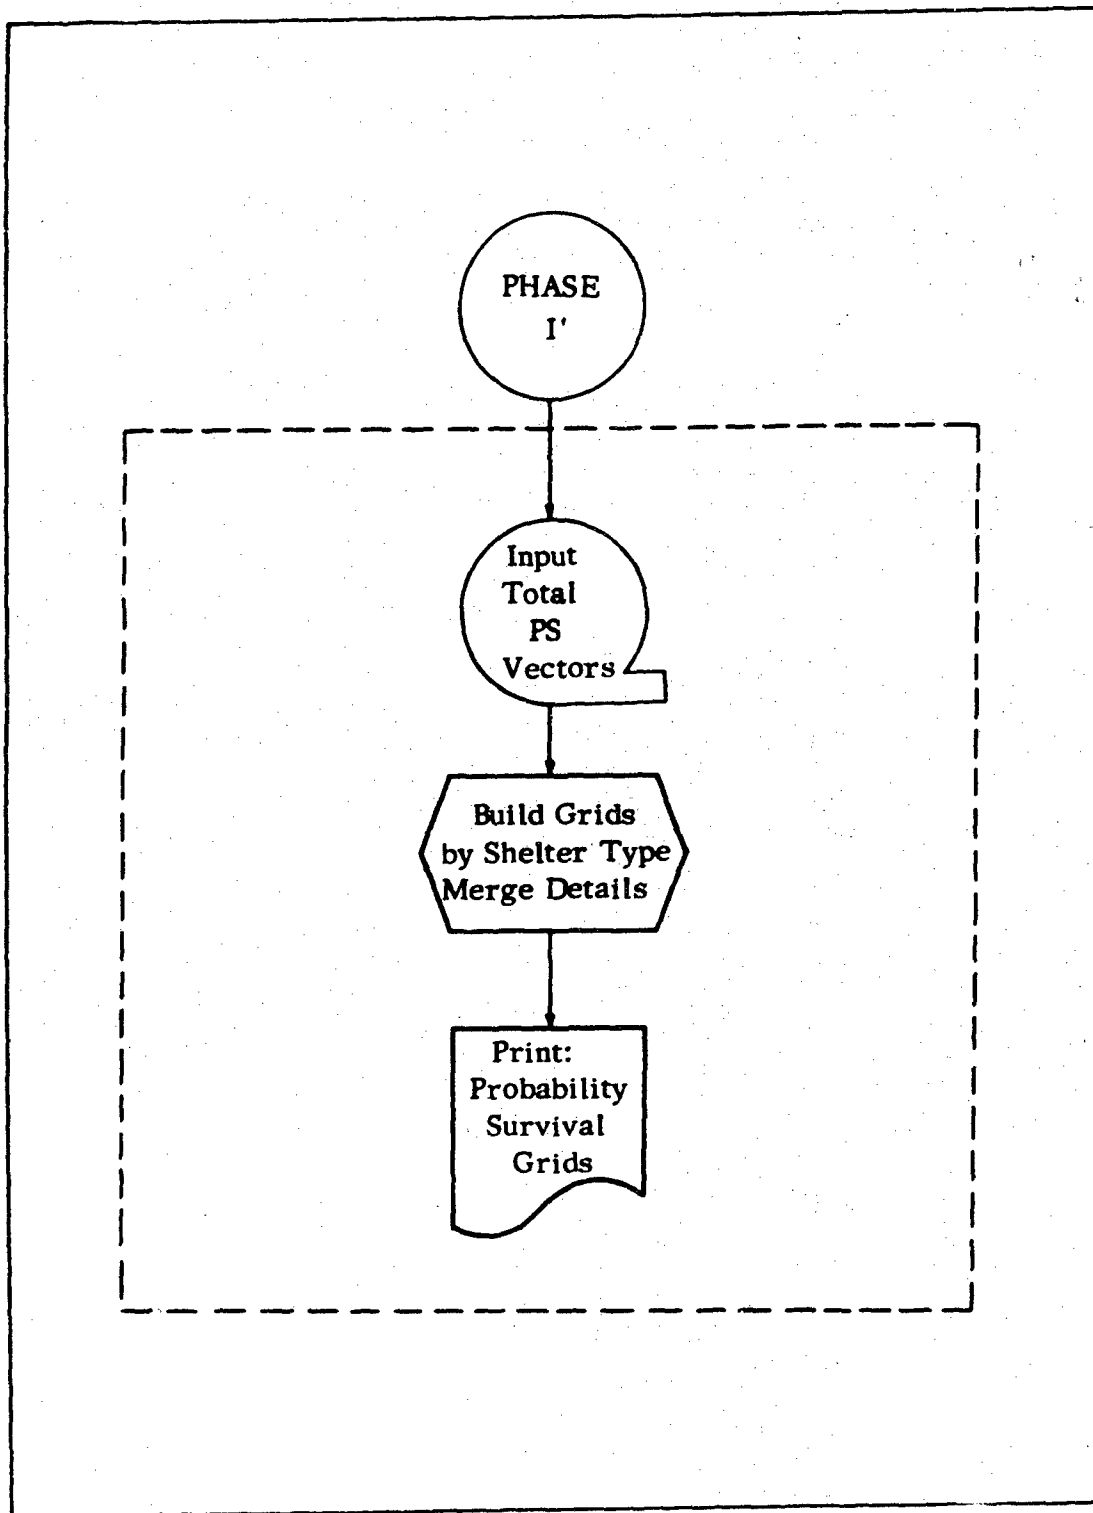 PHASE
I'
Input
Total
PS
Vectors
Build Grids
by Shelter Type
Merge Details
Print:
Probability
Survival
Grids